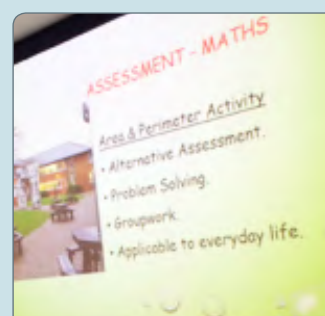 ASSESSMENT - MATHS
Area & Perimeter Activity
• Alternative Assessment.
• Problem Solving.
• Groupwork.
• Applicable to everyday life.